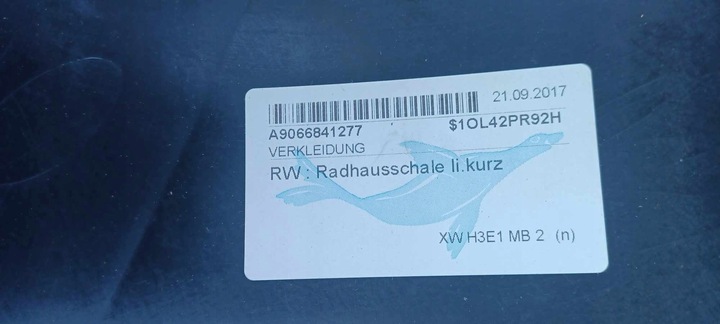 21.09.2017
A9066841277 $1OL42PR92H
VERKLEIDUNG
RW : Radhausschale li.kurz
XW H3E1 MB 2 (n)